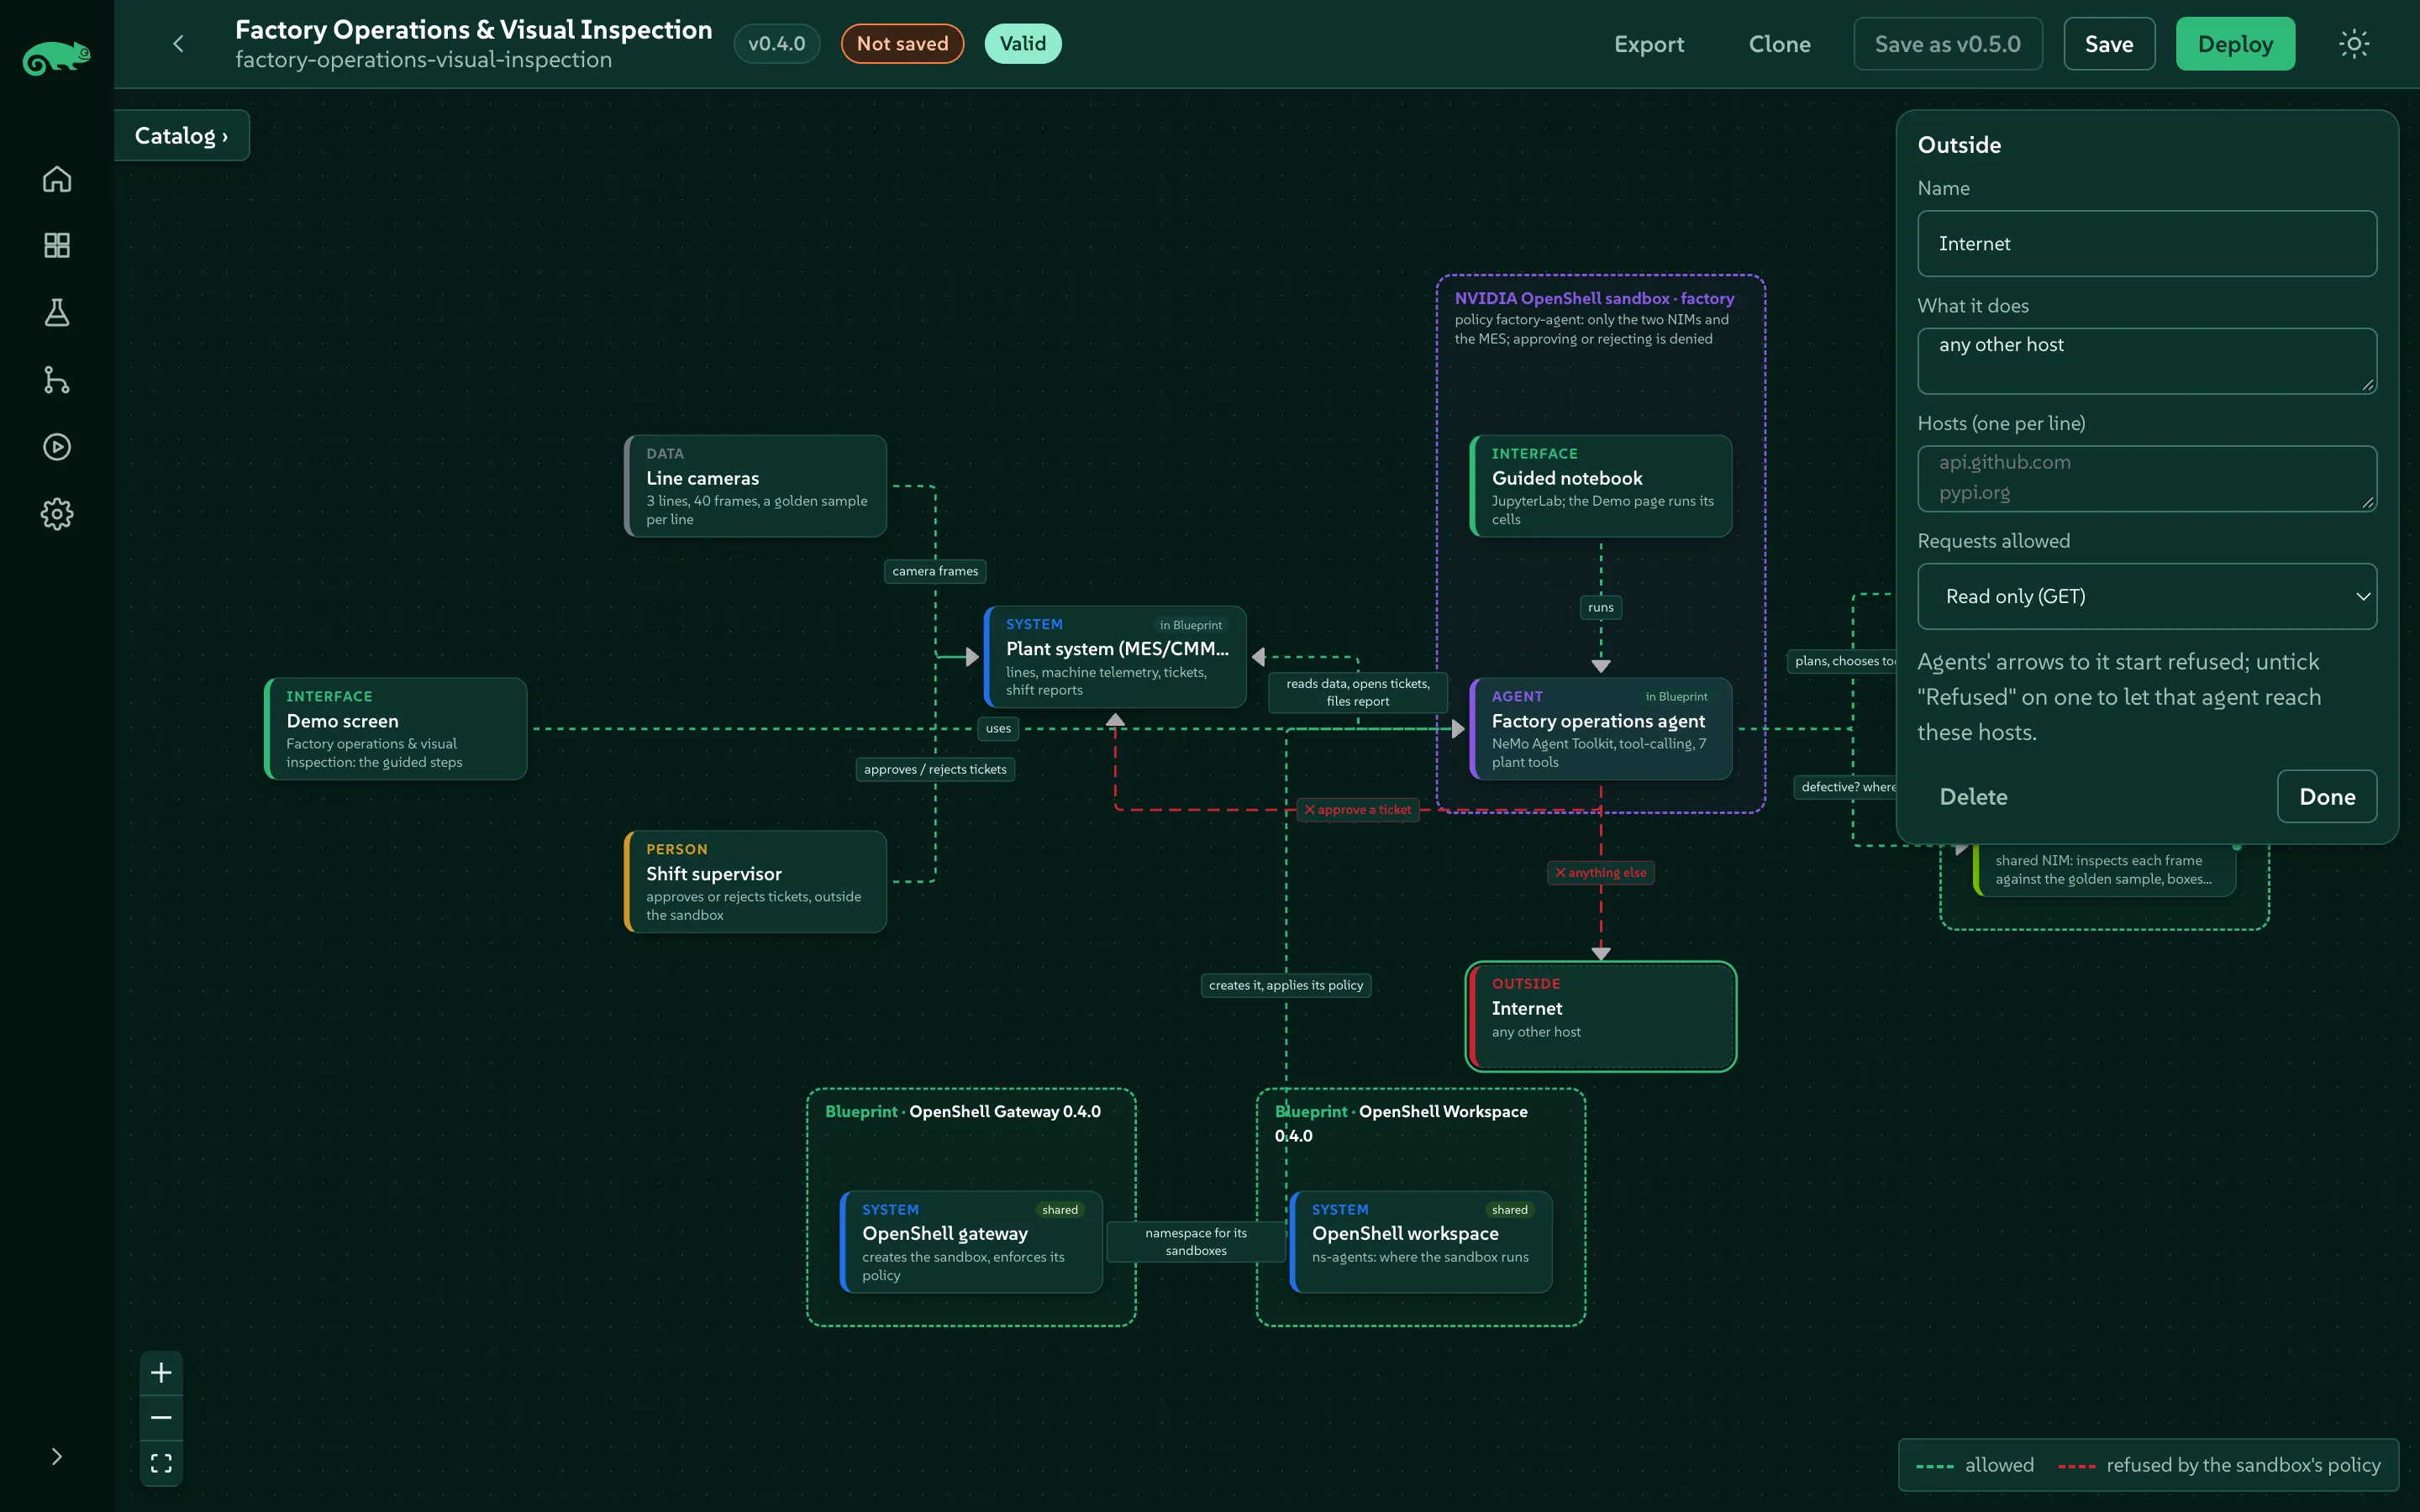 Factory Operations & Visual Inspection
factory-operations-visual-inspection
v0.4.0
Not saved
Valid
Export
Clone
Save as v0.5.0
Save
Deploy
Catalog ›
Outside
Name
Internet
What it does
any other host
Hosts (one per line)
api.github.com
pypi.org
Requests allowed
Read only (GET)
Agents' arrows to it start refused; untick
"Refused" on one to let that agent reach
these hosts.
Delete
Done
NVIDIA OpenShell sandbox · factory
policy factory-agent: only the two NIMs and
the MES; approving or rejecting is denied
DATA
Line cameras
3 lines, 40 frames, a golden sample
per line
INTERFACE
Guided notebook
JupyterLab; the Demo page runs its
cells
camera frames
runs
SYSTEM
in Blueprint
Plant system (MES/CMM...
lines, machine telemetry, tickets,
shift reports
reads data, opens tickets,
files report
plans, chooses too
INTERFACE
Demo screen
Factory operations & visual
inspection: the guided steps
uses
AGENT
in Blueprint
Factory operations agent
NeMo Agent Toolkit, tool-calling, 7
plant tools
approves / rejects tickets
defective? where
✕ approve a ticket
PERSON
Shift supervisor
approves or rejects tickets, outside
the sandbox
✕ anything else
shared NIM: inspects each frame
against the golden sample, boxes...
creates it, applies its policy
OUTSIDE
Internet
any other host
Blueprint · OpenShell Gateway 0.4.0
Blueprint · OpenShell Workspace
0.4.0
SYSTEM
shared
OpenShell gateway
creates the sandbox, enforces its
policy
namespace for its
sandboxes
SYSTEM
shared
OpenShell workspace
ns-agents: where the sandbox runs
allowed
refused by the sandbox's policy